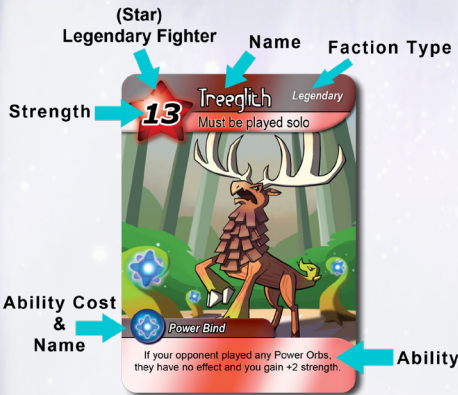 (Star)
Legendary Fighter
Name
Faction Type
Strength
13
Treeglith
Legendary
Must be played solo
Ability Cost
&
Name
Power Bind
If your opponent played any Power Orbs,
they have no effect and you gain +2 strength.
Ability